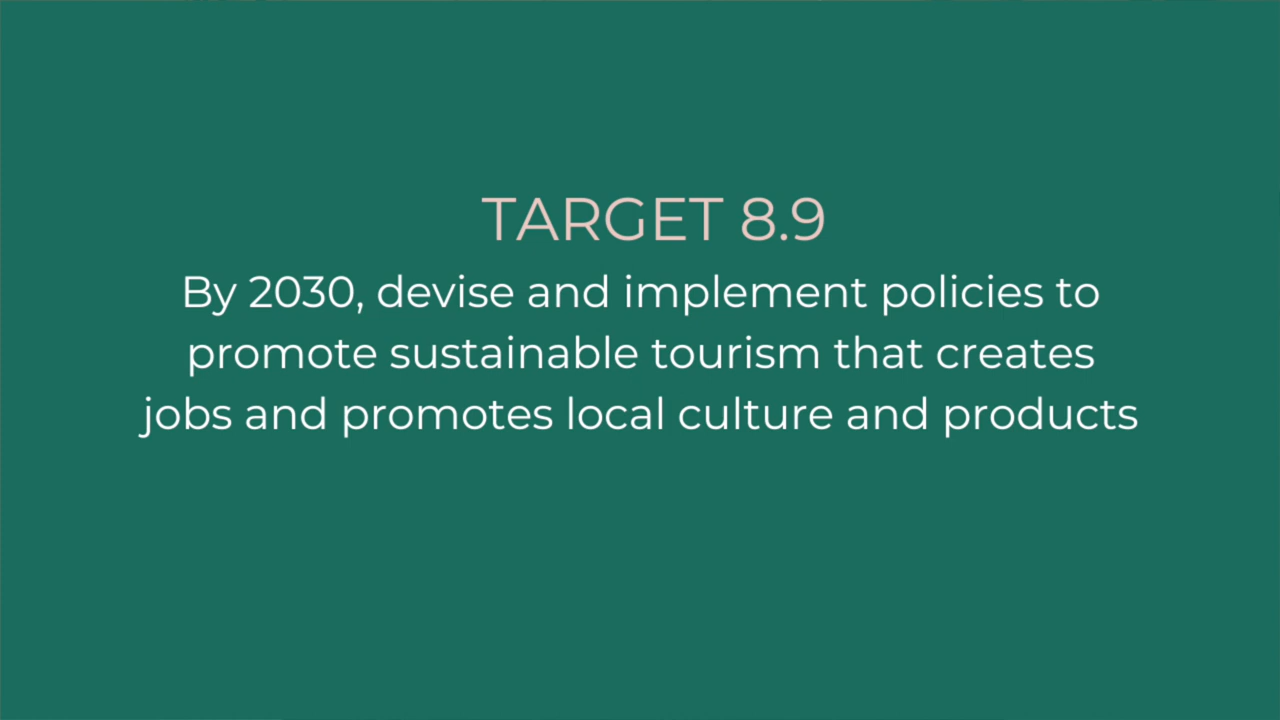 TARGET 8.9
By 2030, devise and implement policies to
promote sustainable tourism that creates
jobs and promotes local culture and products